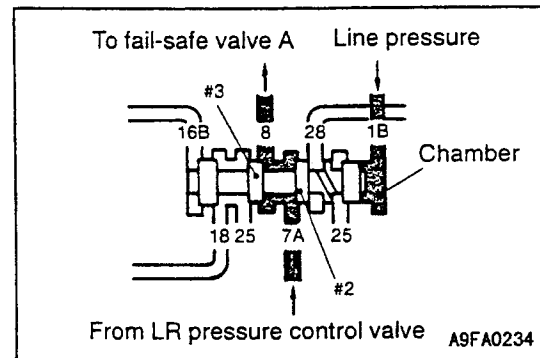 To fail-safe valve A
Line pressure
#3
16B 8 28 1B
Chamber
18 25 7A 25
#2
From LR pressure control valve
A9FA0234